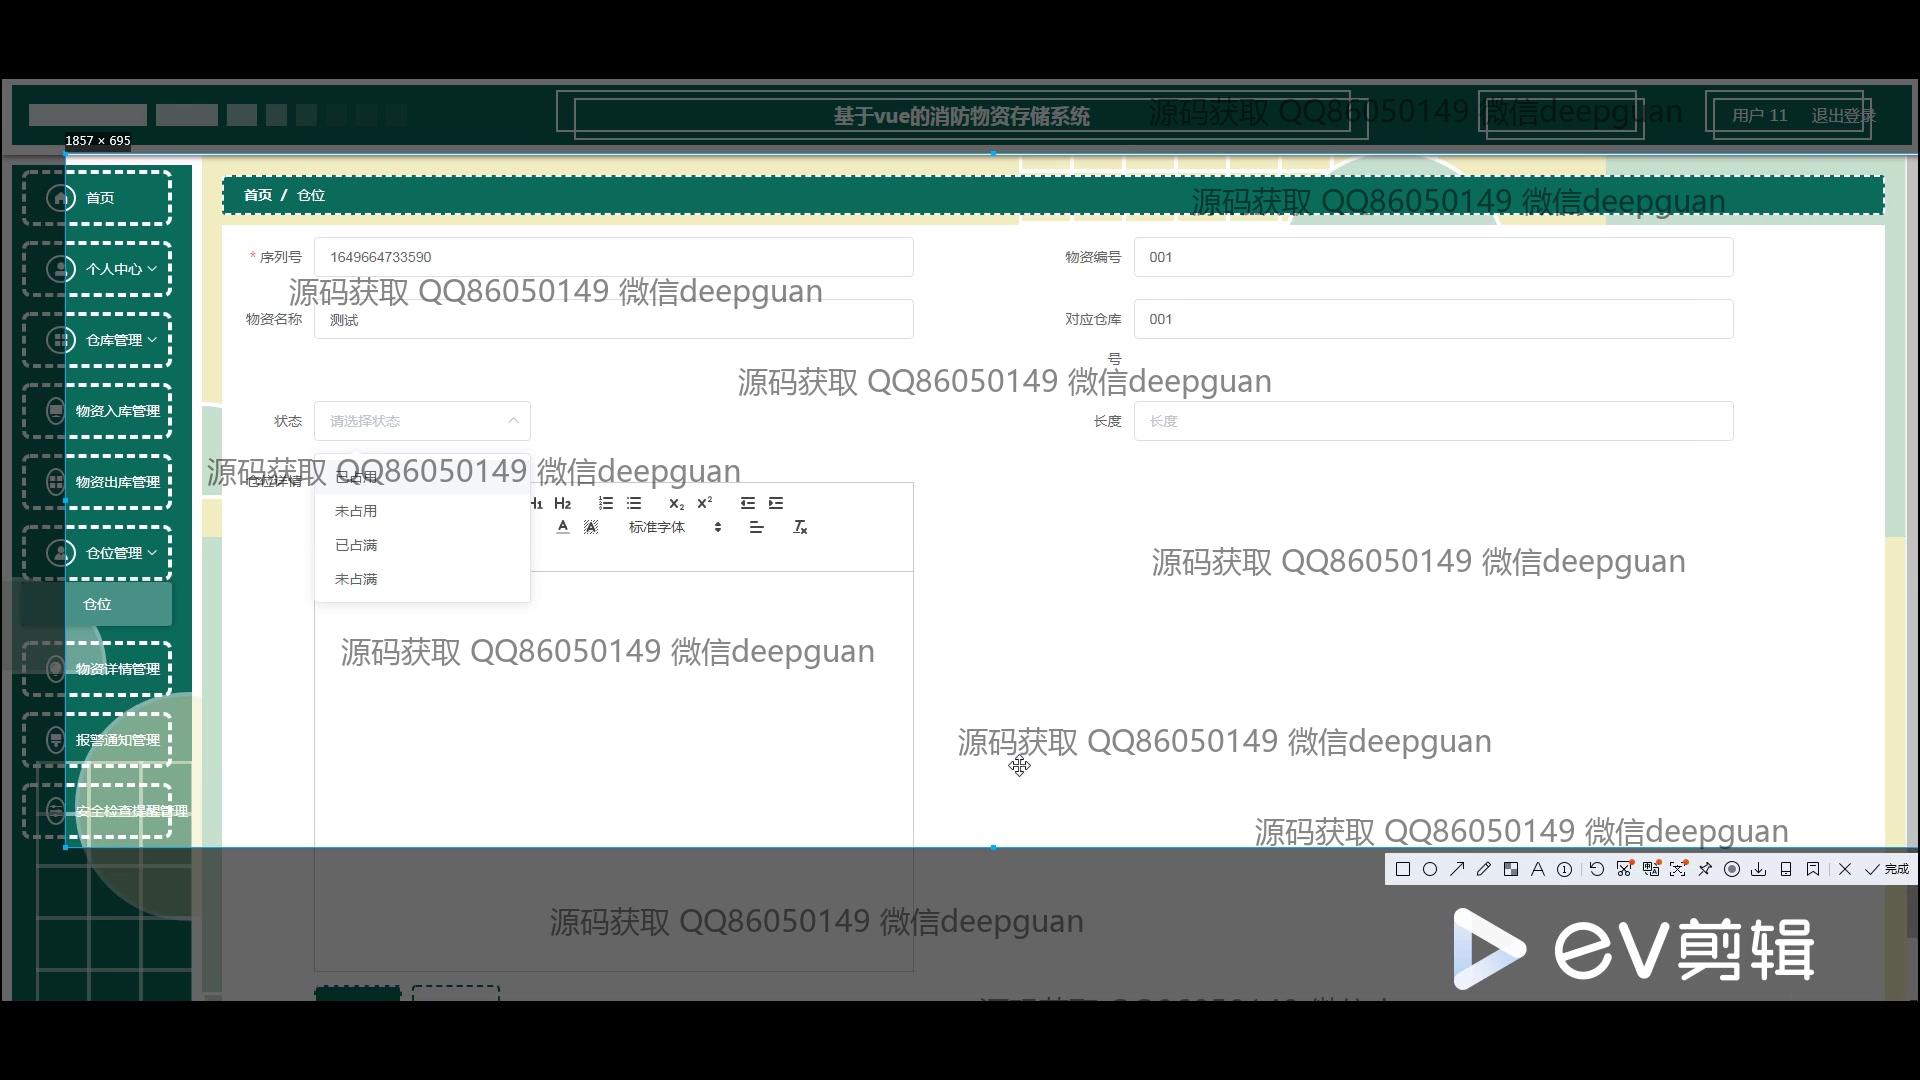 基于vue的消防物资存储系统
源码获取 QQ86050149 微信deepguan
用户 11
退出登录
1857 × 695
首页
首页 / 仓位
源码获取 QQ86050149 微信deepguan
* 序列号
1649664733590
物资编号
001
个人中心
源码获取 QQ86050149 微信deepguan
物资名称
测试
对应仓库号
001
仓库管理
源码获取 QQ86050149 微信deepguan
物资入库管理
状态
请选择状态
长度
长度
源码获取 QQ86050149 微信deepguan
仓位详情
已占用
物资出库管理
未占用
H1 H2
X₂ X²
A
标准字体
已占满
仓位管理
源码获取 QQ86050149 微信deepguan
未占满
仓位
源码获取 QQ86050149 微信deepguan
物资详情管理
报警通知管理
源码获取 QQ86050149 微信deepguan
安全检查提醒管理
源码获取 QQ86050149 微信deepguan
完成
源码获取 QQ86050149 微信deepguan
EV剪辑